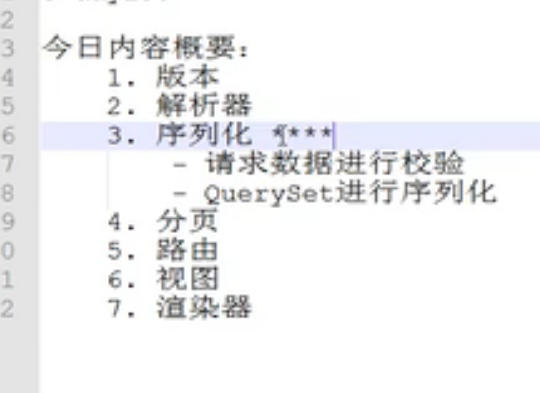 2
3 今日内容概要：
4 1. 版本
5 2. 解析器
6 3. 序列化 ****
7 - 请求数据进行校验
8 - QuerySet进行序列化
9 4. 分页
0 5. 路由
1 6. 视图
2 7. 渲染器